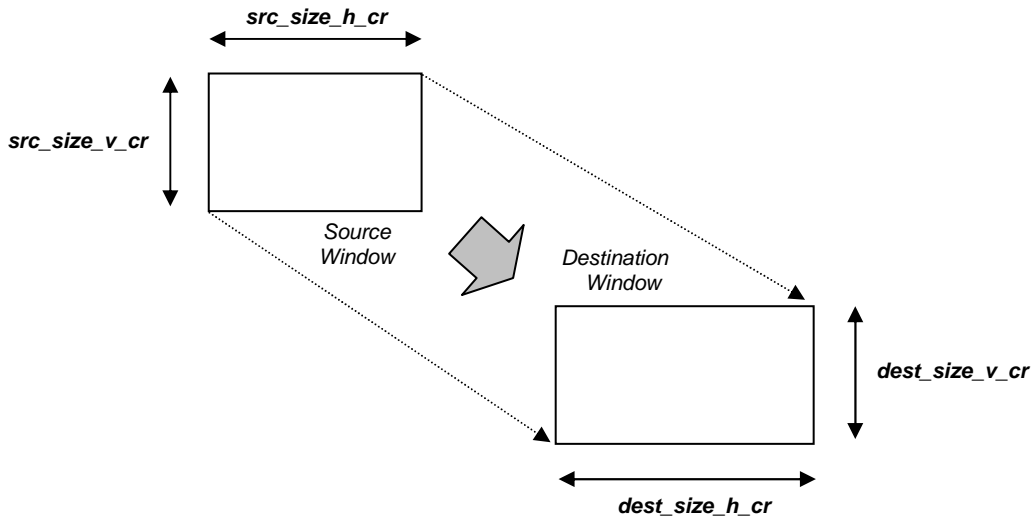 src_size_h_cr
src_size_v_cr
Source
Window
Destination
Window
dest_size_v_cr
dest_size_h_cr